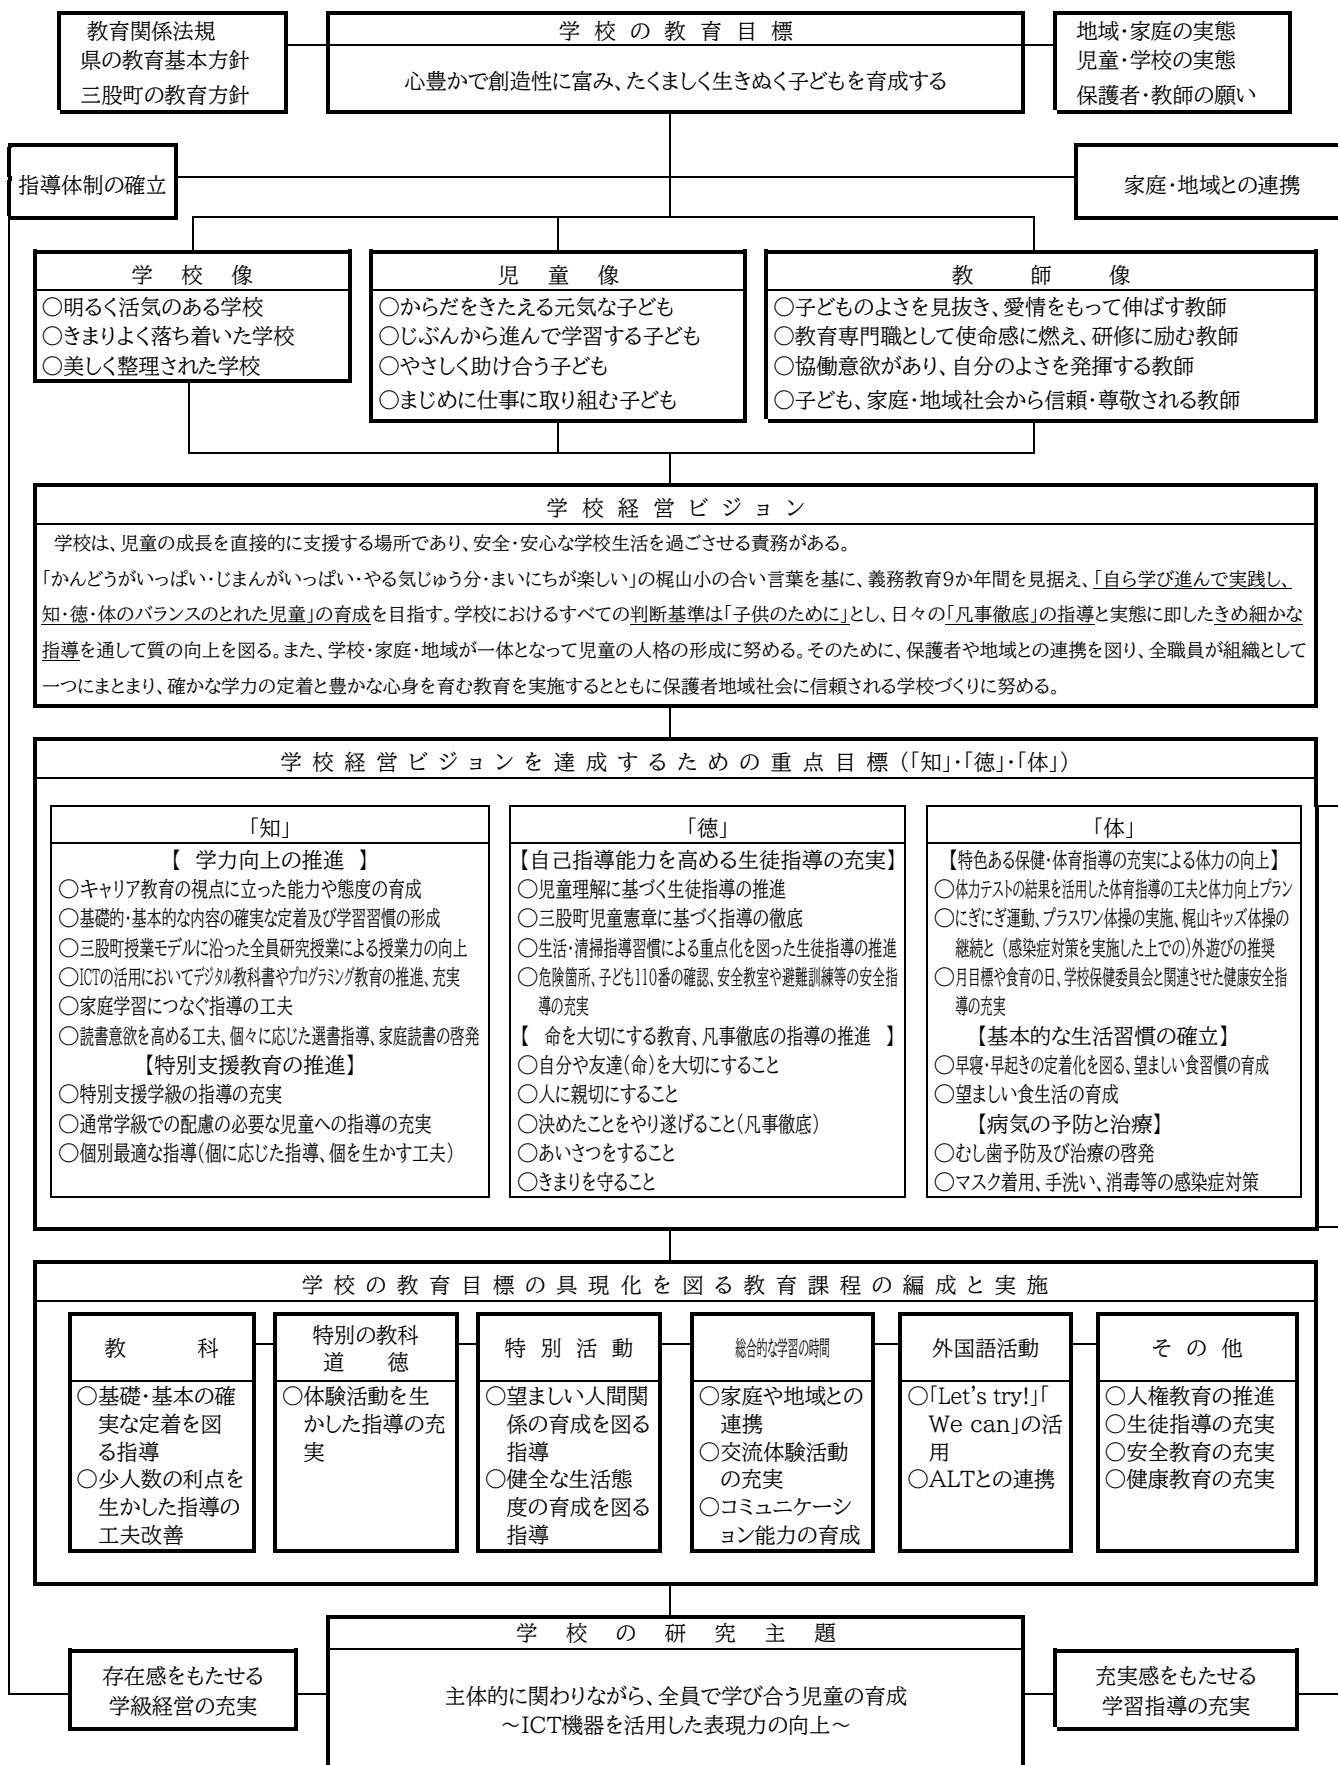 教育関係法規
県の教育基本方針
三股町の教育方針
学校の教育目標
心豊かで創造性に富み、たくましく生きぬく子どもを育成する
地域・家庭の実態
児童・学校の実態
保護者・教師の願い
指導体制の確立
家庭・地域との連携
学校像
○明るく活気のある学校
○きまりよく落ち着いた学校
○美しく整理された学校
児童像
○からだをきたえる元気な子ども
○じぶんから進んで学習する子ども
○やさしく助け合う子ども
○まじめに仕事に取り組む子ども
教師像
○子どものよさを見抜き、愛情をもって伸ばす教師
○教育専門職として使命感に燃え、研修に励む教師
○協働意欲があり、自分のよさを発揮する教師
○子ども、家庭・地域社会から信頼・尊敬される教師
学校経営ビジョン
学校は、児童の成長を直接的に支援する場所であり、安全・安心な学校生活を過ごさせる責務がある。
「かんどうがいっぱい・じまんがいっぱい・やる気じゅう分・まいにちが楽しい」の梶山小の合い言葉を基に、義務教育9か年間を見据え、「自ら学び進んで実践し、
知・徳・体のバランスのとれた児童」の育成を目指す。学校におけるすべての判断基準は「子供のために」とし、日々の「凡事徹底」の指導と実態に即したきめ細かな
指導を通して質の向上を図る。また、学校・家庭・地域が一体となって児童の人格の形成に努める。そのために、保護者や地域との連携を図り、全職員が組織として
一つにまとまり、確かな学力の定着と豊かな心身を育む教育を実施するとともに保護者地域社会に信頼される学校づくりに努める。
学校経営ビジョンを達成するための重点目標(「知」・「徳」・「体」)
「知」
【 学力向上の推進 】
○キャリア教育の視点に立った能力や態度の育成
○基礎的・基本的な内容の確実な定着及び学習習慣の形成
○三股町授業モデルに沿った全員研究授業による授業力の向上
○ICTの活用においてデジタル教科書やプログラミング教育の推進、充実
○家庭学習につなぐ指導の工夫
○読書意欲を高める工夫、個々に応じた選書指導、家庭読書の啓発
【特別支援教育の推進】
○特別支援学級の指導の充実
○通常学級での配慮の必要な児童への指導の充実
○個別最適な指導(個に応じた指導、個を生かす工夫)
「徳」
【自己指導能力を高める生徒指導の充実】
○児童理解に基づく生徒指導の推進
○三股町児童憲章に基づく指導の徹底
○生活・清掃指導習慣による重点化を図った生徒指導の推進
○危険箇所、子ども110番の確認、安全教室や避難訓練等の安全指
導の充実
【 命を大切にする教育、凡事徹底の指導の推進 】
○自分や友達(命)を大切にすること
○人に親切にすること
○決めたことをやり遂げること(凡事徹底)
○あいさつをすること
○きまりを守ること
「体」
【特色ある保健・体育指導の充実による体力の向上】
○体力テストの結果を活用した体育指導の工夫と体力向上プラン
○にぎにぎ運動、プラスワン体操の実施、梶山キッズ体操の
継続と (感染症対策を実施した上での)外遊びの推奨
○月目標や食育の日、学校保健委員会と関連させた健康安全指
導の充実
【基本的な生活習慣の確立】
○早寝・早起きの定着化を図る、望ましい食習慣の育成
○望ましい食生活の育成
【病気の予防と治療】
○むし歯予防及び治療の啓発
○マスク着用、手洗い、消毒等の感染症対策
学校の教育目標の具現化を図る教育課程の編成と実施
教科
○基礎・基本の確
実な定着を図
る指導
○少人数の利点を
生かした指導の
工夫改善
特別の教科
道徳
○体験活動を生
かした指導の充
実
特別活動
○望ましい人間関
係の育成を図る
指導
○健全な生活態
度の育成を図る
指導
総合的な学習の時間
○家庭や地域との
連携
○交流体験活動
の充実
○コミュニケーシ
ョン能力の育成
外国語活動
○「Let's try!」「
We can」の活
用
○ALTとの連携
その他
○人権教育の推進
○生徒指導の充実
○安全教育の充実
○健康教育の充実
学校の研究主題
主体的に関わりながら、全員で学び合う児童の育成
～ICT機器を活用した表現力の向上～
存在感をもたせる
学級経営の充実
充実感をもたせる
学習指導の充実